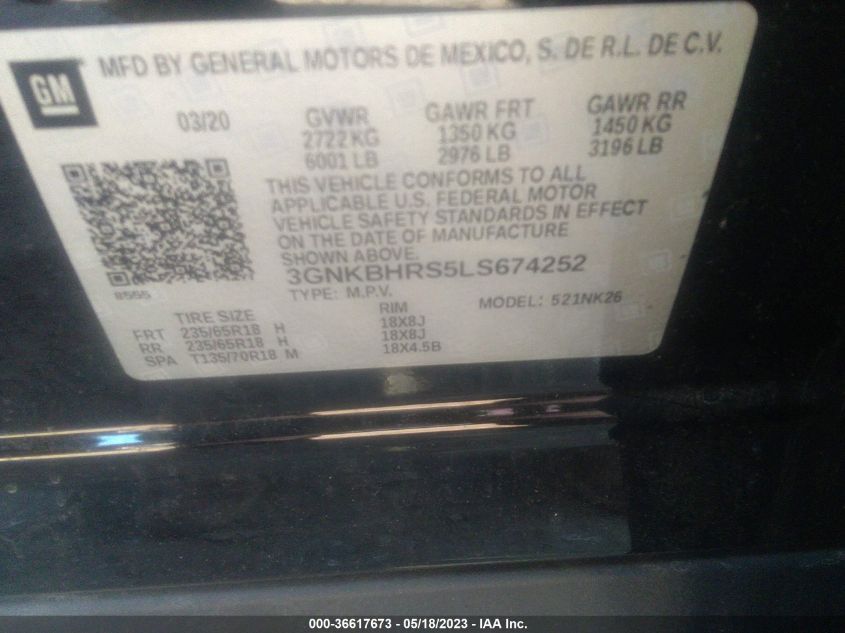 GM
MFD BY GENERAL MOTORS DE MEXICO, S. DE R.L. DE C.V.
03/20
GVWR
2722 KG
6001 LB
GAWR FRT
1350 KG
2976 LB
GAWR RR
1450 KG
3196 LB
THIS VEHICLE CONFORMS TO ALL
APPLICABLE U.S. FEDERAL MOTOR
VEHICLE SAFETY STANDARDS IN EFFECT
ON THE DATE OF MANUFACTURE
SHOWN ABOVE.
3GNKBHRS5LS674252
8555
TYPE: M.P.V.
MODEL: 521NK26
TIRE SIZE RIM
FRT 235/65R18 H 18X8J
RR 235/65R18 H 18X8J
SPA T135/70R18 M 18X4.5B
000-36617673 - 05/18/2023 - IAA Inc.